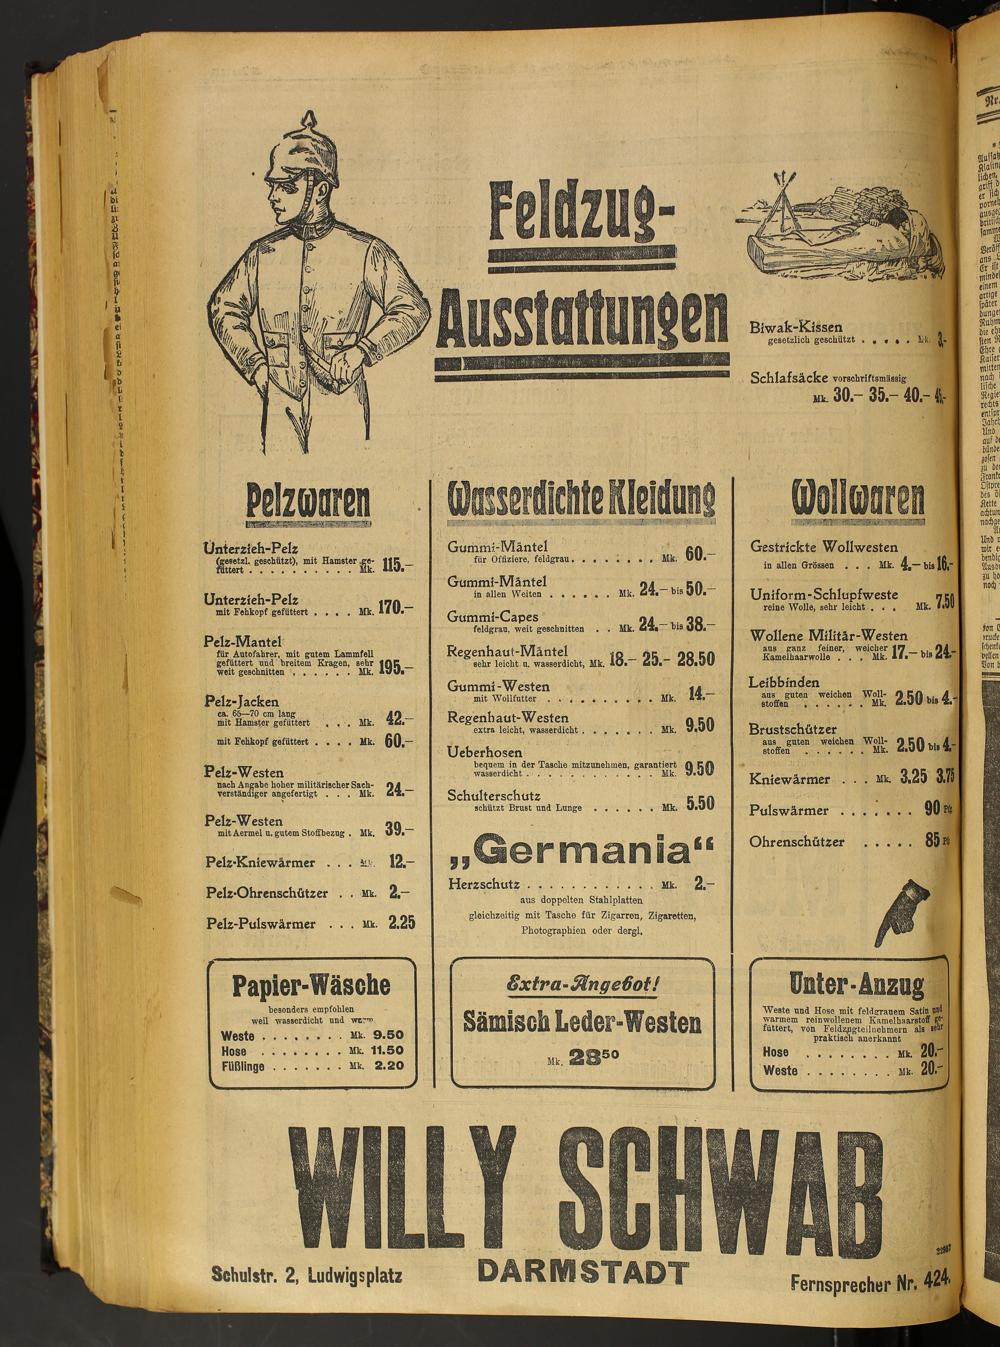 Feldzug-
Ausstattungen
Biwak-Kissen
gesetzlich geschützt . . . . . Mk. 3.-
Schlafsäcke vorschriftsmässig
Mk. 30.- 35.- 40.-
Pelzwaren
Unterzieh-Pelz
(gesetzl. geschützt), mit Hamster ge-
füttert . . . . . . . . . . Mk. 115.—
Unterzieh-Pelz
mit Fehkopf gefüttert . . . . Mk. 170.—
Pelz-Mantel
für Autofahrer, mit gutem Lammfell
gefüttert und breitem Kragen, sehr
weit geschnitten . . . . . . Mk. 195.—
Pelz-Jacken
ca. 65—70 cm lang
mit Hamster gefüttert . . . Mk. 42.—
mit Fehkopf gefüttert . . . . Mk. 60.—
Pelz-Westen
nach Angabe hoher militärischer Sach-
verständiger angefertigt . . . Mk. 24.—
Pelz-Westen
mit Aermel u. gutem Stoffbezug . Mk. 39.—
Pelz-Kniewärmer . . . Mk. 12.—
Pelz-Ohrenschützer . . Mk. 2.—
Pelz-Pulswärmer . . . Mk. 2.25
Wasserdichte Kleidung
Gummi-Mäntel
für Offiziere, feldgrau . . . . . . . . Mk. 60.—
Gummi-Mäntel
in allen Weiten . . . . . . Mk. 24.— bis 50.—
Gummi-Capes
feldgrau, weit geschnitten . . Mk. 24.— bis 38.—
Regenhaut-Mäntel
sehr leicht u. wasserdicht, Mk. 18.- 25.- 28.50
Gummi-Westen
mit Wollfutter . . . . . . . . . . Mk. 14.—
Regenhaut-Westen
extra leicht, wasserdicht . . . . . . . Mk. 9.50
Ueberhosen
bequem in der Tasche mitzunehmen, garantiert
wasserdicht . . . . . . . . . . . . . Mk. 9.50
Schulterschutz
schützt Brust und Lunge . . . . . . Mk. 5.50
„Germania“
Herzschutz . . . . . . . . . . . . Mk. 2.—
aus doppelten Stahlplatten
gleichzeitig mit Tasche für Zigarren, Zigaretten,
Photographien oder dergl.
Wollwaren
Gestrickte Wollwesten
in allen Grössen . . . Mk. 4.— bis 16.-
Uniform-Schlupfweste
reine Wolle, sehr leicht . . . Mk. 7.50
Wollene Militär-Westen
aus ganz feiner, weicher
Kamelhaarwolle . . . Mk. 17.— bis 24.-
Leibbinden
aus guten weichen Woll-
stoffen . . . . . . . Mk. 2.50 bis 4.-
Brustschützer
aus guten weichen Woll-
stoffen . . . . . . . Mk. 2.50 bis 4.-
Kniewärmer . . . Mk. 3.25 3.75
Pulswärmer . . . . . . . 90 Pfg
Ohrenschützer . . . . . 85
Papier-Wäsche
besonders empfohlen
weil wasserdicht und
Weste . . . . . . . . Mk. 9.50
Hose . . . . . . . . Mk. 11.50
Füßlinge . . . . . . . Mk. 2.20
Extra-Angebot!
Sämisch Leder-Westen
Mk. 28⁵⁰
Unter-Anzug
Weste und Hose mit feldgrauem Satin und
warmem reinwollenem Kamelhaarstoff ge-
füttert, von Feldzugteilnehmern als sehr
praktisch anerkannt
Hose . . . . . . . . Mk. 20.-
Weste . . . . . . . . Mk. 20.-
WILLY SCHWAB
Schulstr. 2, Ludwigsplatz
DARMSTADT
Fernsprecher Nr. 424.
Nr.